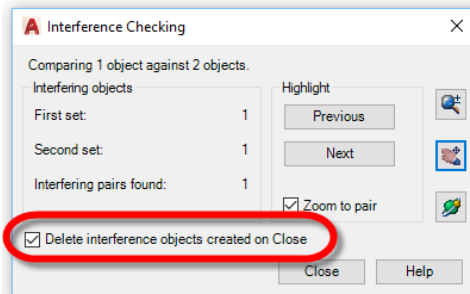 Interference Checking
Comparing 1 object against 2 objects.
Interfering objects
First set: 1
Second set: 1
Interfering pairs found: 1
Highlight
Previous
Next
Zoom to pair
Delete interference objects created on Close
Close Help